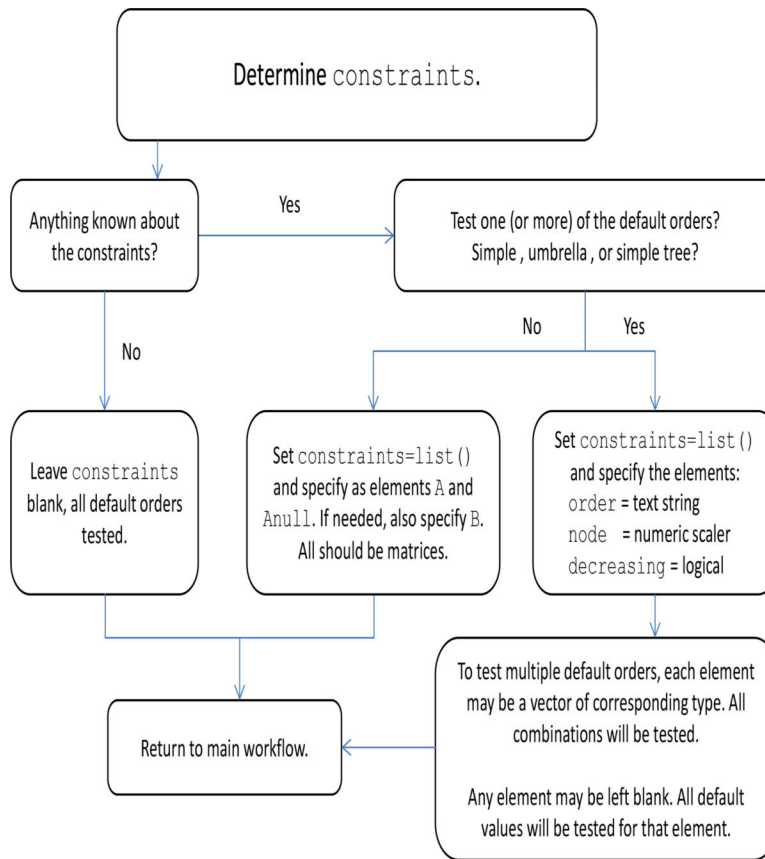 Determine constraints.
Anything known about
the constraints?
Yes
Test one (or more) of the default orders?
Simple , umbrella , or simple tree?
No
No
Yes
Leave constraints
blank, all default orders
tested.
Set constraints=list()
and specify as elements A and
Anull. If needed, also specify B.
All should be matrices.
Set constraints=list()
and specify the elements:
order = text string
node = numeric scaler
decreasing = logical
To test multiple default orders, each element
may be a vector of corresponding type. All
combinations will be tested.
Any element may be left blank. All default
values will be tested for that element.
Return to main workflow.